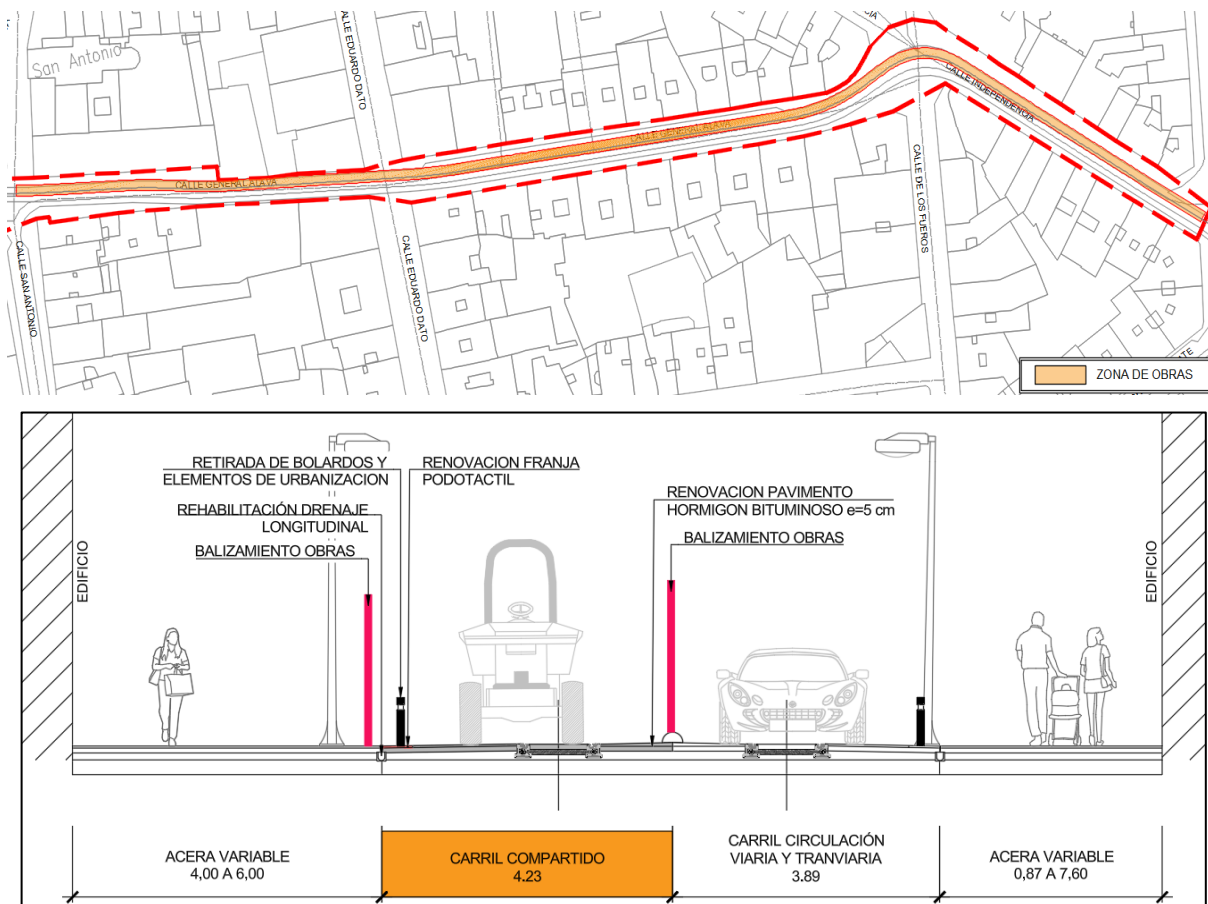 San Antonio
CALLE EDUARDO DATO
CALLE GENERAL ALAVA
CALLE GENERAL ALAVA
CALLE INDEPENDENCIA
CALLE SAN ANTONIO
CALLE EDUARDO DATO
CALLE DE LOS FUEROS
ZONA DE OBRAS
RETIRADA DE BOLARDOS Y
ELEMENTOS DE URBANIZACION
RENOVACION FRANJA
PODOTACTIL
REHABILITACIÓN DRENAJE
LONGITUDINAL
BALIZAMIENTO OBRAS
RENOVACION PAVIMENTO
HORMIGON BITUMINOSO e=5 cm
BALIZAMIENTO OBRAS
EDIFICIO
EDIFICIO
ACERA VARIABLE
4,00 A 6,00
CARRIL COMPARTIDO
4.23
CARRIL CIRCULACIÓN
VIARIA Y TRANVIARIA
3.89
ACERA VARIABLE
0,87 A 7,60